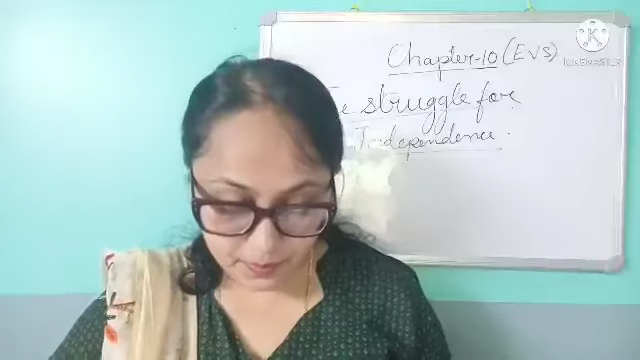 Chapter-10 (EVS)
struggle for
Independence.
KINEMASTER